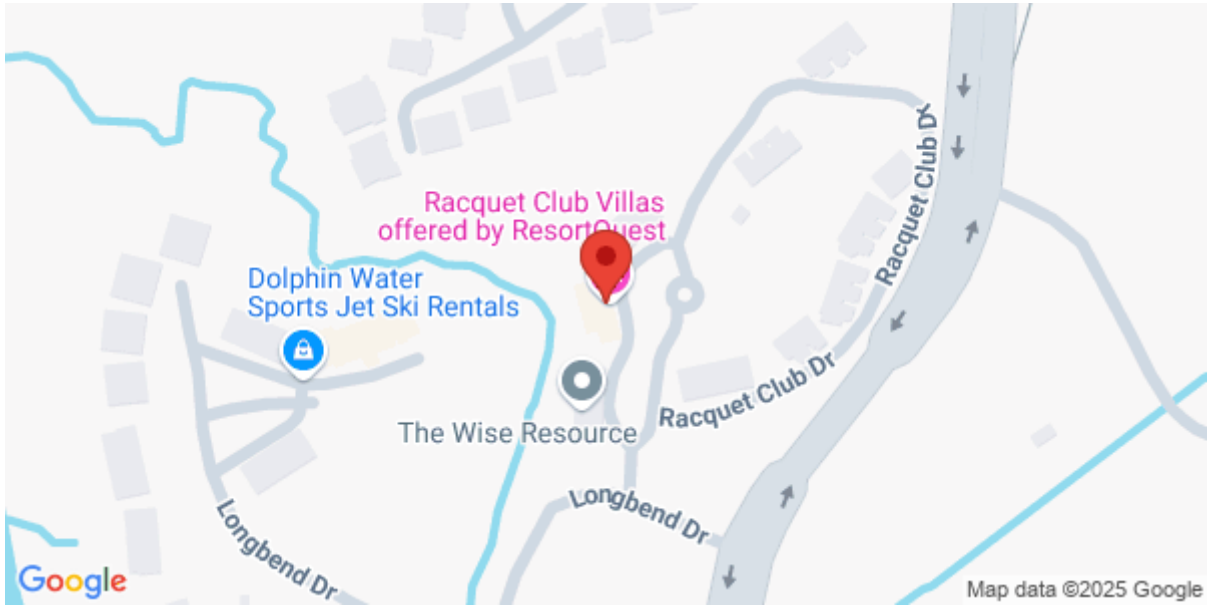 Racquet Club Dr
Racquet Club Villas
offered by ResortQuest
Dolphin Water
Sports Jet Ski Rentals
Racquet Club Dr
The Wise Resource
Longbend Dr
Longbend Dr
Google
Map data ©2025 Google